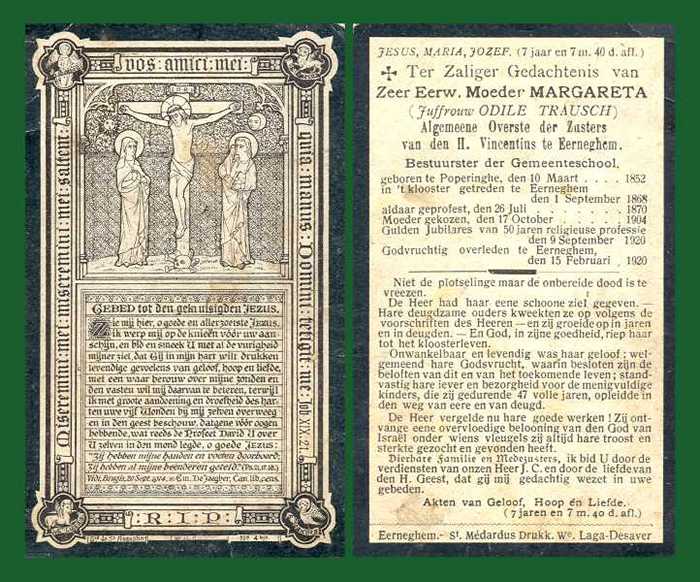 vos: amici: mei:
Miseremini: mei: miseremini: mei: saltem:
quia: manus: Domini: tetigit: me: Job. XIX. 21.
GEBED tot den gekruisigden JEZUS.
Zie mij hier, o goede en allerzoetste Jezus.
Ik werp mij op de knieën vóór uw aan-
schijn, en bid en smeek U met al de vurigheid
mijner ziel, dat Gij in mijn hart wilt drukken
levendige gevoelens van geloof, hoop en liefde,
met een waar berouw over mijne zonden en
den vasten wil mij daarvan te beteren, terwijl
ik met groote aandoening en droefheid des har-
ten uwe vijf Wonden bij mij zelven overweeg
en in den geest beschouw, datgene vóór oogen
hebbende, wat reeds de Profeet David U over
U zelven in den mond legde, o goede Jezus:
Zij hebben mijne handen en voeten doorboord;
zij hebben al mijne beenderen geteld.
R: I: P:
JESUS, MARIA, JOZEF. (7 jaar en 7 m. 40 d. afl.)
Ter Zaliger Gedachtenis van
Zeer Eerw. Moeder MARGARETA
(Juffrouw ODILE TRAUSCH)
Algemeene Overste der Zusters
van den H. Vincentius te Eerneghem.
Bestuurster der Gemeenteschool.
geboren te Poperinghe, den 10 Maart . . . . 1852
in 't klooster getreden te Eerneghem
den 1 September 1868
aldaar geprofest, den 26 Juli . . . . 1870
Moeder gekozen, den 17 October . . . . 1904
Gulden Jubilares van 50 jaren religieuse professie
den 9 September 1920
Godvruchtig overleden te Eerneghem,
den 15 Februari 1920
Niet de plotselinge maar de onbereide dood is te
vreezen.
De Heer had haar eene schoone ziel gegeven. —
Hare deugdzame ouders kweekten ze op volgens de
voorschriften des Heeren — en zij groeide op in jaren
en in deugden. — En God, in zijne goedheid, riep haar
tot het kloosterleven.
Onwankelbaar en levendig was haar geloof; wel-
gemeend hare Godsvrucht, waarin besloten zijn de
beloften van dit en van het toekomende leven; stand-
vastig hare iever en bezorgheid voor de menigvuldige
kinders, die zij gedurende 47 volle jaren, opleidde in
den weg van eere en van deugd.
De Heer vergelde nu hare goede werken! Zij ont-
vange eene overvloedige belooning van den God van
Israël onder wiens vleugels zij altijd hare troost en
sterkte gezocht en gevonden heeft.
Dierbare Familie en Medezusters, ik bid U door de
verdiensten van onzen Heer J. C. en door de liefde van
den H. Geest, dat gij mij gedachtig wezet in uwe
gebeden.
Akten van Geloof, Hoop én Liefde.
(7 jaren en 7 m. 40 d. afl.)
Eerneghem. - St. Médardus Drukk. We. Laga-Desaver